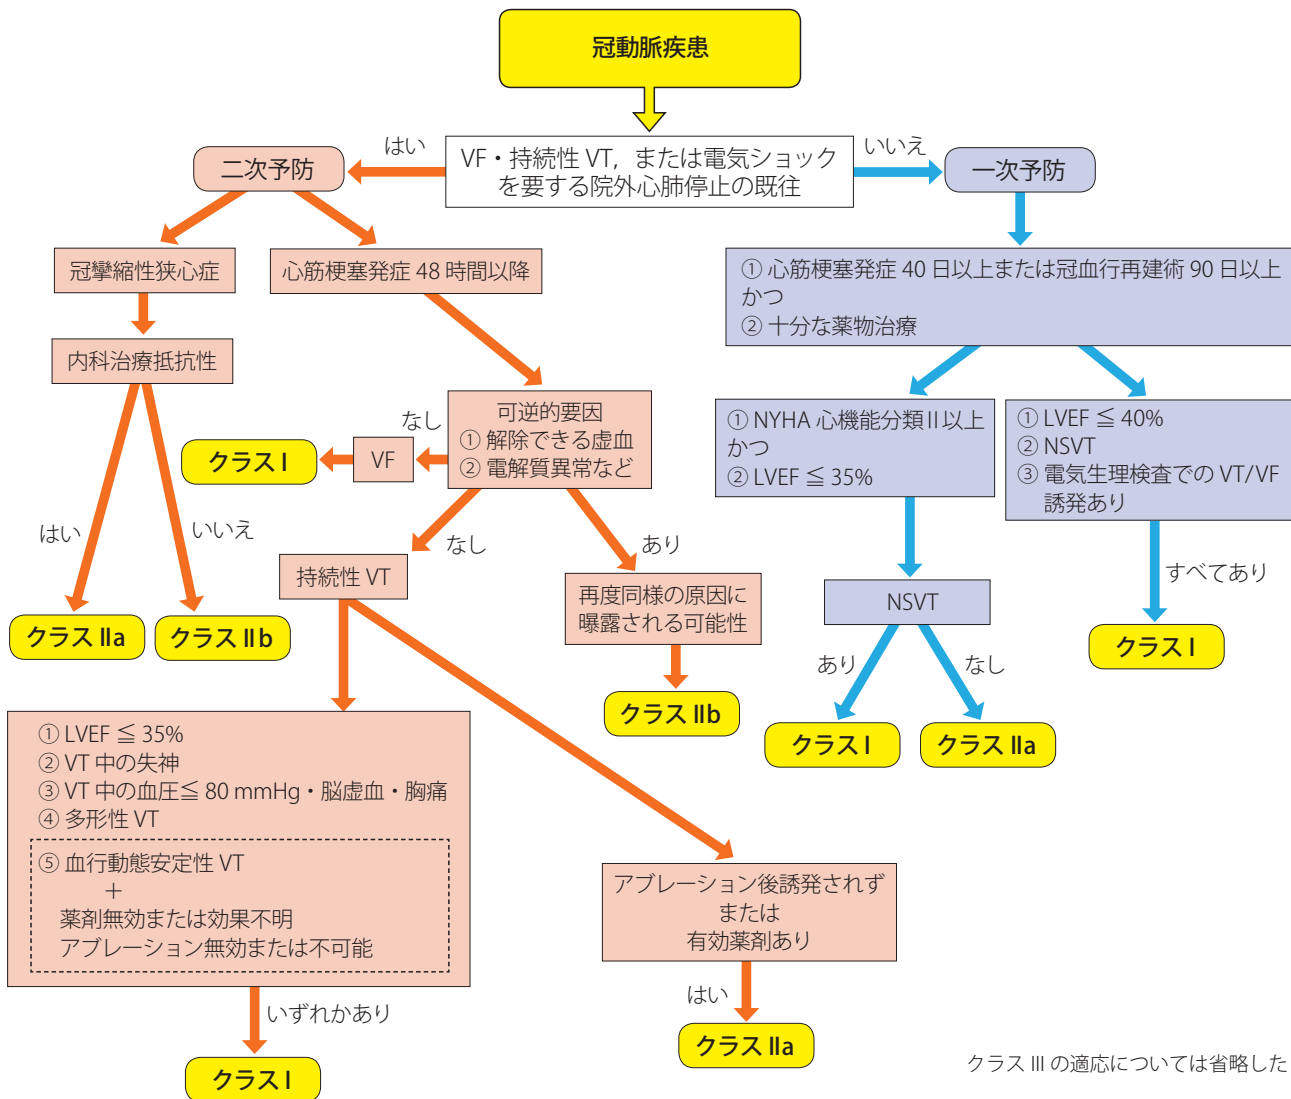 冠動脈疾患
はい
いいえ
二次予防
VF・持続性 VT，または電気ショック
を要する院外心肺停止の既往
一次予防
冠攣縮性狭心症
心筋梗塞発症 48 時間以降
① 心筋梗塞発症 40 日以上または冠血行再建術 90 日以上
かつ
② 十分な薬物治療
内科治療抵抗性
可逆的要因
① 解除できる虚血
② 電解質異常など
なし
VF
クラス I
① NYHA 心機能分類Ⅱ以上
かつ
② LVEF ≦ 35%
① LVEF ≦ 40%
② NSVT
③ 電気生理検査での VT/VF
誘発あり
はい
いいえ
なし
あり
すべてあり
持続性 VT
再度同様の原因に
曝露される可能性
NSVT
クラス IIa
クラス IIb
クラス I
あり
なし
クラス IIb
クラス I
クラス IIa
① LVEF ≦ 35%
② VT 中の失神
③ VT 中の血圧≦ 80 mmHg・脳虚血・胸痛
④ 多形性 VT
⑤ 血行動態安定性 VT
＋
薬剤無効または効果不明
アブレーション無効または不可能
アブレーション後誘発されず
または
有効薬剤あり
いずれかあり
はい
クラス I
クラス IIa
クラス III の適応については省略した